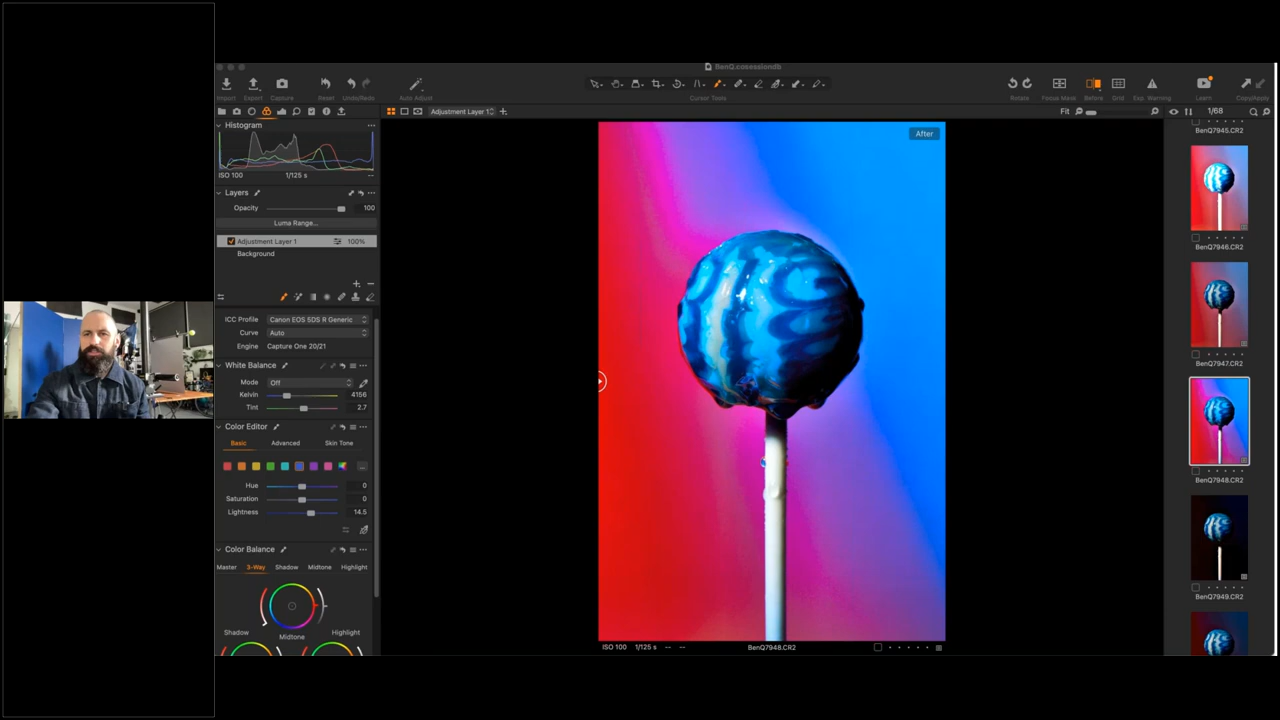 BenQ.cosessiondb
Import Export Capture Reset Undo/Redo Auto Adjust Cursor Tools Rotate Focus Mask Before Grid Exp. Warning Learn Copy/Apply
Adjustment Layer 1 Fit 1/68
Histogram
ISO 100 1/125 s --
Layers
Opacity 100
Luma Range...
Adjustment Layer 1 100%
Background
ICC Profile Canon EOS 5DS R Generic
Curve Auto
Engine Capture One 20/21
White Balance
Mode Off
Kelvin 4156
Tint 2.7
Color Editor
Basic Advanced Skin Tone
...
Hue 0
Saturation 0
Lightness 14.5
Color Balance
Master 3-Way Shadow Midtone Highlight
Shadow Midtone Highlight
After
ISO 100 1/125 s -- -- BenQ7948.CR2
BenQ7945.CR2
BenQ7946.CR2
BenQ7947.CR2
BenQ7948.CR2
BenQ7949.CR2